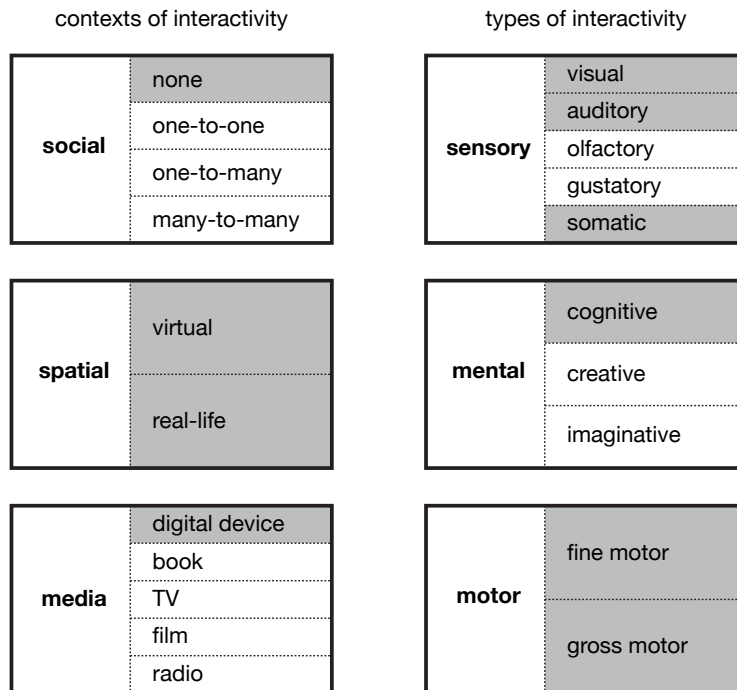 contexts of interactivity
social
none
one-to-one
one-to-many
many-to-many
spatial
virtual
real-life
media
digital device
book
TV
film
radio
types of interactivity
sensory
visual
auditory
olfactory
gustatory
somatic
mental
cognitive
creative
imaginative
motor
fine motor
gross motor